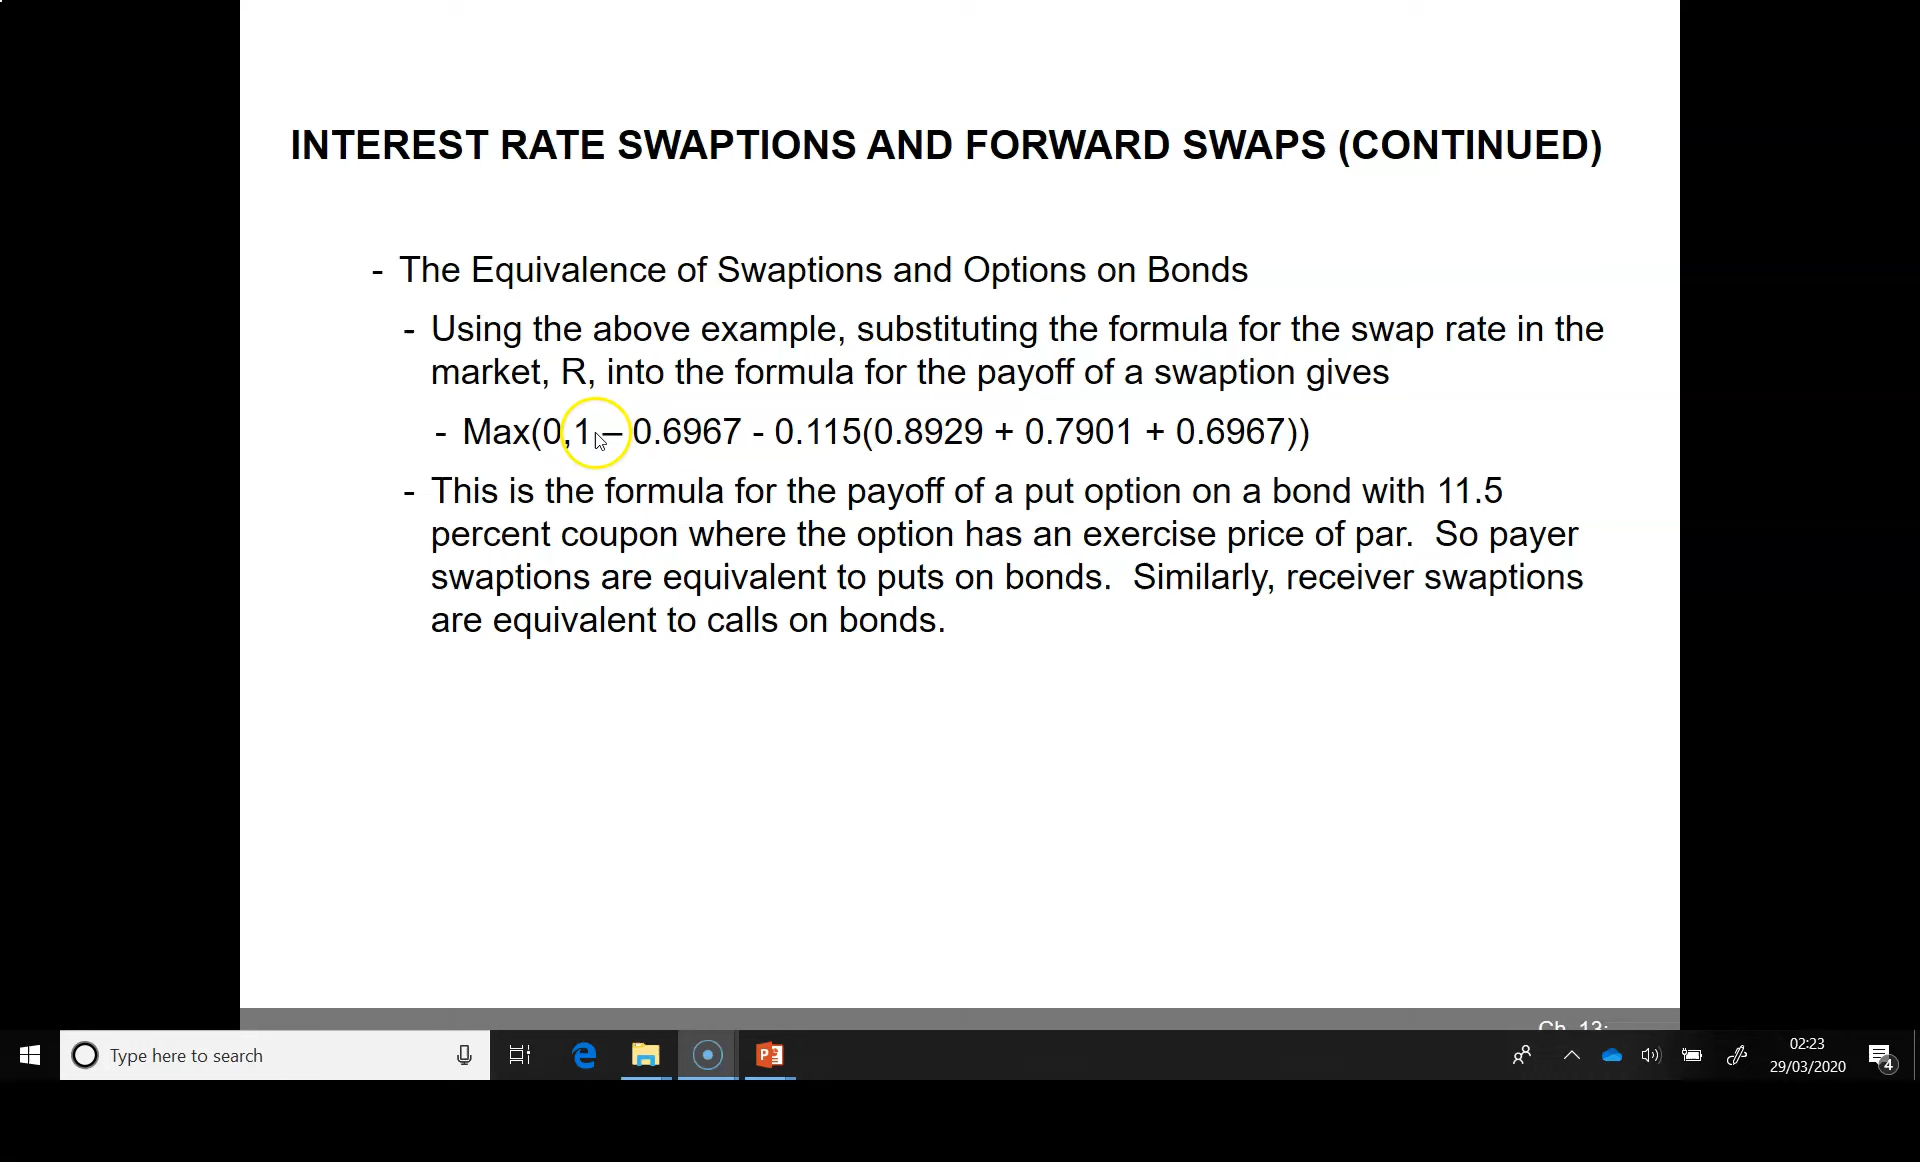 INTEREST RATE SWAPTIONS AND FORWARD SWAPS (CONTINUED)
- The Equivalence of Swaptions and Options on Bonds
- Using the above example, substituting the formula for the swap rate in the
market, R, into the formula for the payoff of a swaption gives
- Max(0,1 – 0.6967 - 0.115(0.8929 + 0.7901 + 0.6967))
- This is the formula for the payoff of a put option on a bond with 11.5
percent coupon where the option has an exercise price of par. So payer
swaptions are equivalent to puts on bonds. Similarly, receiver swaptions
are equivalent to calls on bonds.
Ch. 13:
Type here to search
02:23
29/03/2020
4